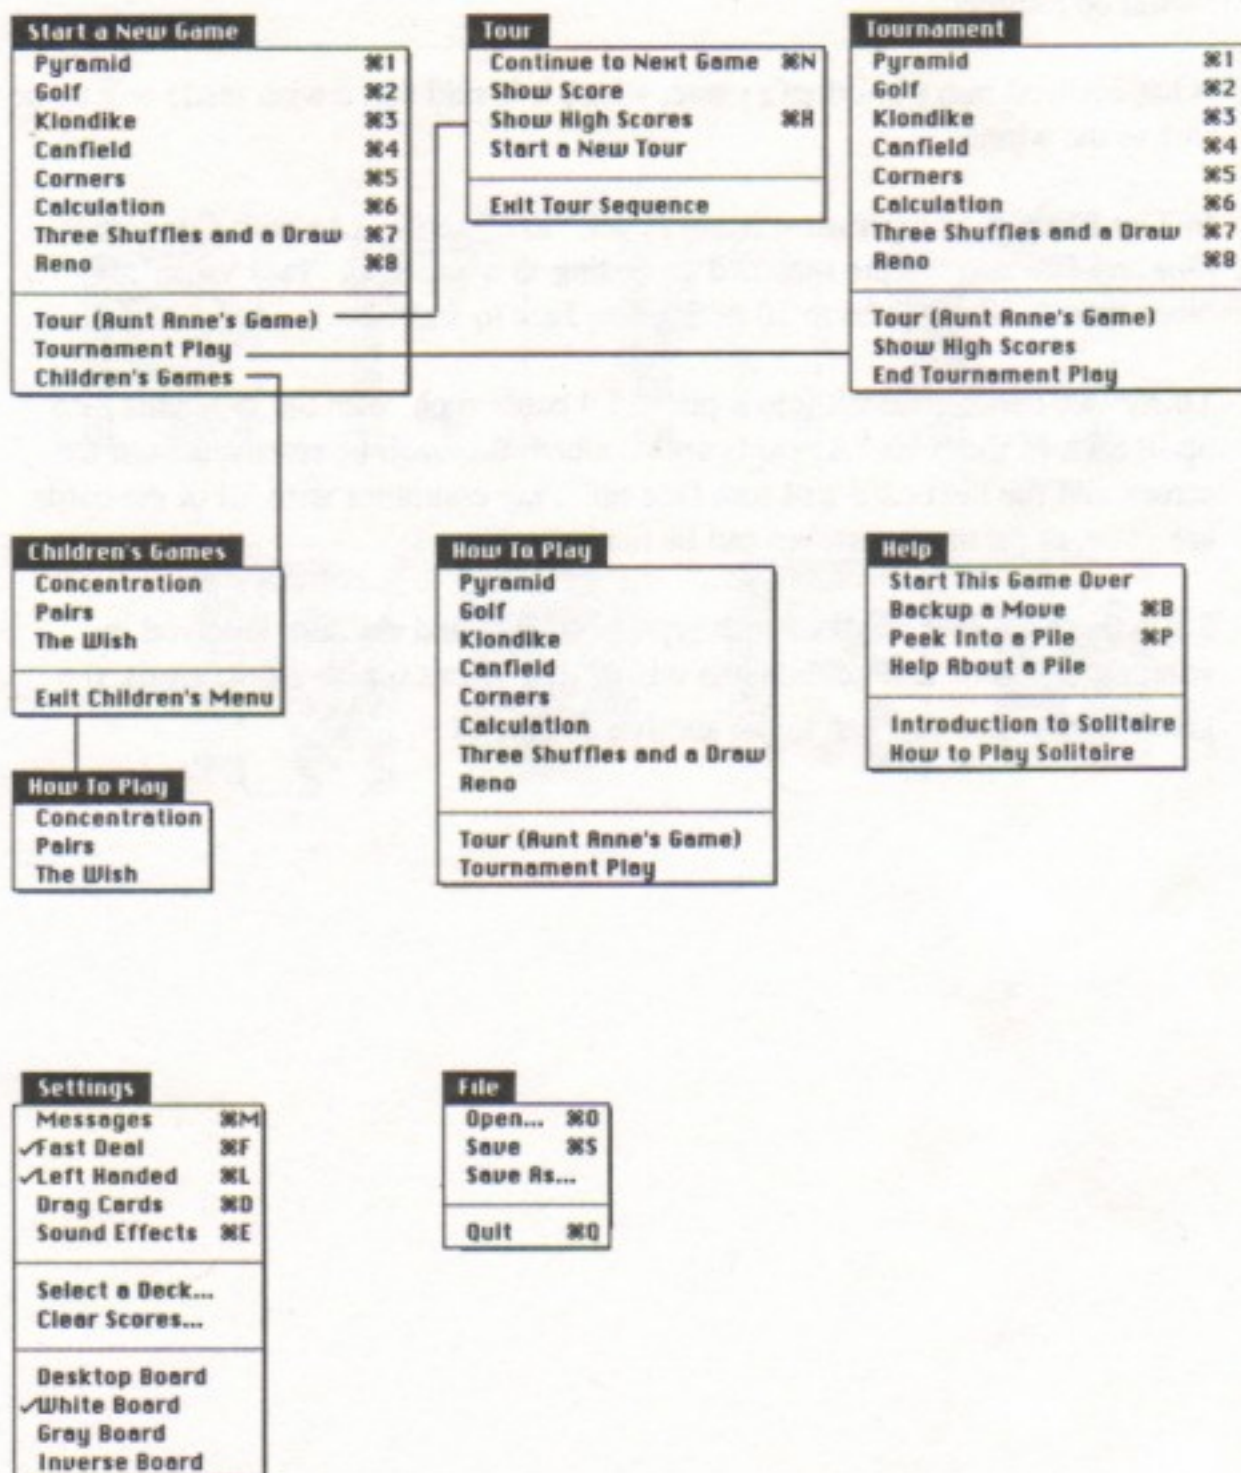 Start a New Game
Pyramid ⌘1
Golf ⌘2
Klondike ⌘3
Canfield ⌘4
Corners ⌘5
Calculation ⌘6
Three Shuffles and a Draw ⌘7
Reno ⌘8
Tour (Aunt Anne's Game)
Tournament Play
Children's Games
Tour
Continue to Next Game ⌘N
Show Score
Show High Scores ⌘H
Start a New Tour
Exit Tour Sequence
Tournament
Pyramid ⌘1
Golf ⌘2
Klondike ⌘3
Canfield ⌘4
Corners ⌘5
Calculation ⌘6
Three Shuffles and a Draw ⌘7
Reno ⌘8
Tour (Aunt Anne's Game)
Show High Scores
End Tournament Play
Children's Games
Concentration
Pairs
The Wish
Exit Children's Menu
How To Play
Concentration
Pairs
The Wish
How To Play
Pyramid
Golf
Klondike
Canfield
Corners
Calculation
Three Shuffles and a Draw
Reno
Tour (Aunt Anne's Game)
Tournament Play
Help
Start This Game Over
Backup a Move ⌘B
Peek Into a Pile ⌘P
Help About a Pile
Introduction to Solitaire
How to Play Solitaire
Settings
Messages ⌘M
✓Fast Deal ⌘F
✓Left Handed ⌘L
Drag Cards ⌘D
Sound Effects ⌘E
Select a Deck...
Clear Scores...
Desktop Board
✓White Board
Gray Board
Inverse Board
File
Open... ⌘O
Save ⌘S
Save As...
Quit ⌘Q